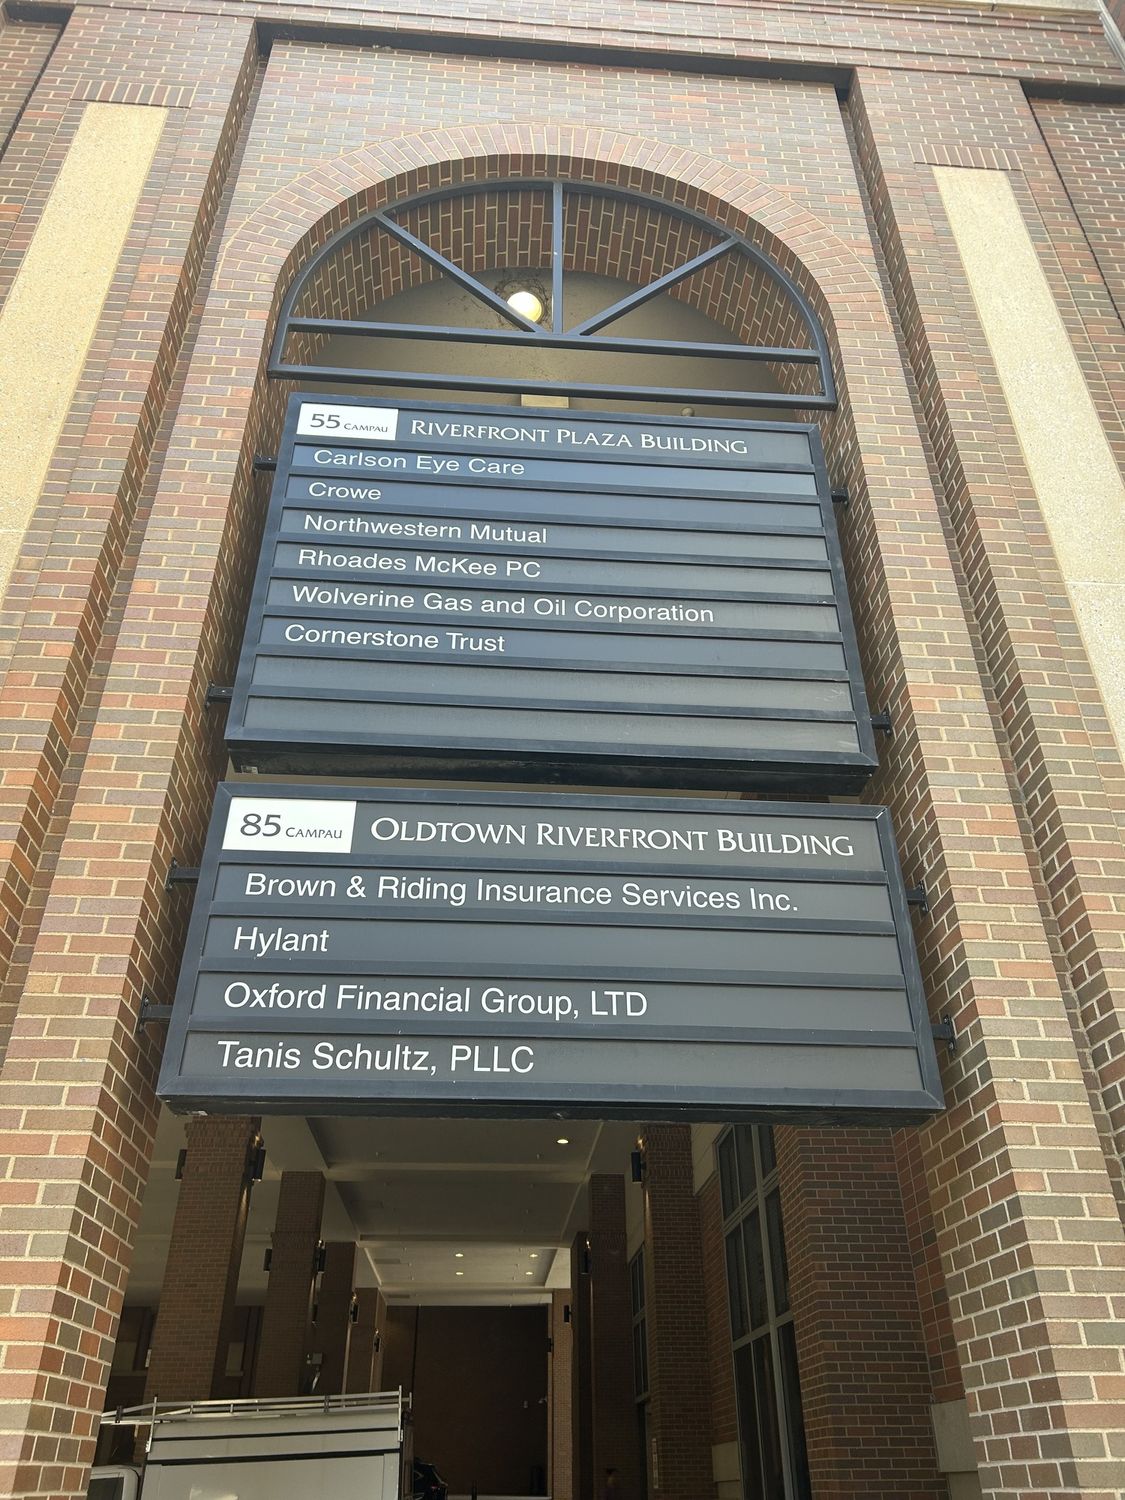 55 CAMPAU RIVERFRONT PLAZA BUILDING
Carlson Eye Care
Crowe
Northwestern Mutual
Rhoades McKee PC
Wolverine Gas and Oil Corporation
Cornerstone Trust
85 CAMPAU OLDTOWN RIVERFRONT BUILDING
Brown & Riding Insurance Services Inc.
Hylant
Oxford Financial Group, LTD
Tanis Schultz, PLLC